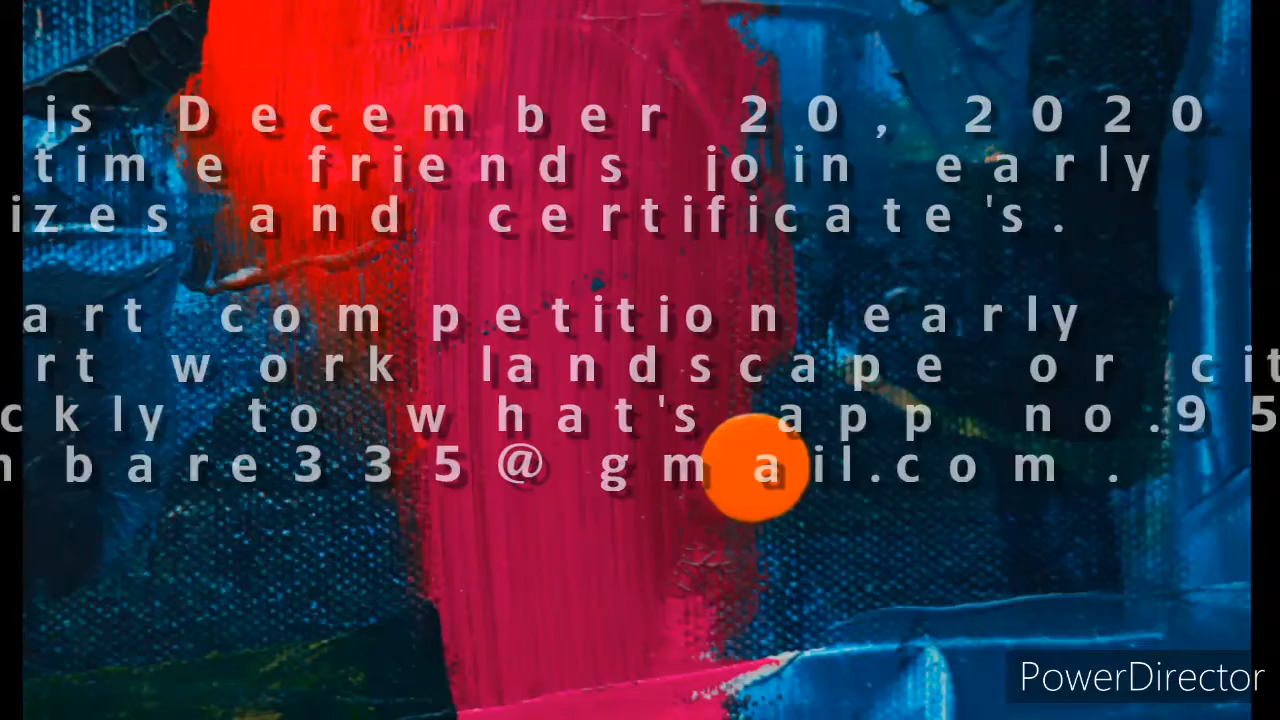 is December 20, 2020
time friends join early
izes and certificate's.
art competition early
rt work landscape or cit
ckly to what's app no.95
bare335@gmail.com .
PowerDirector